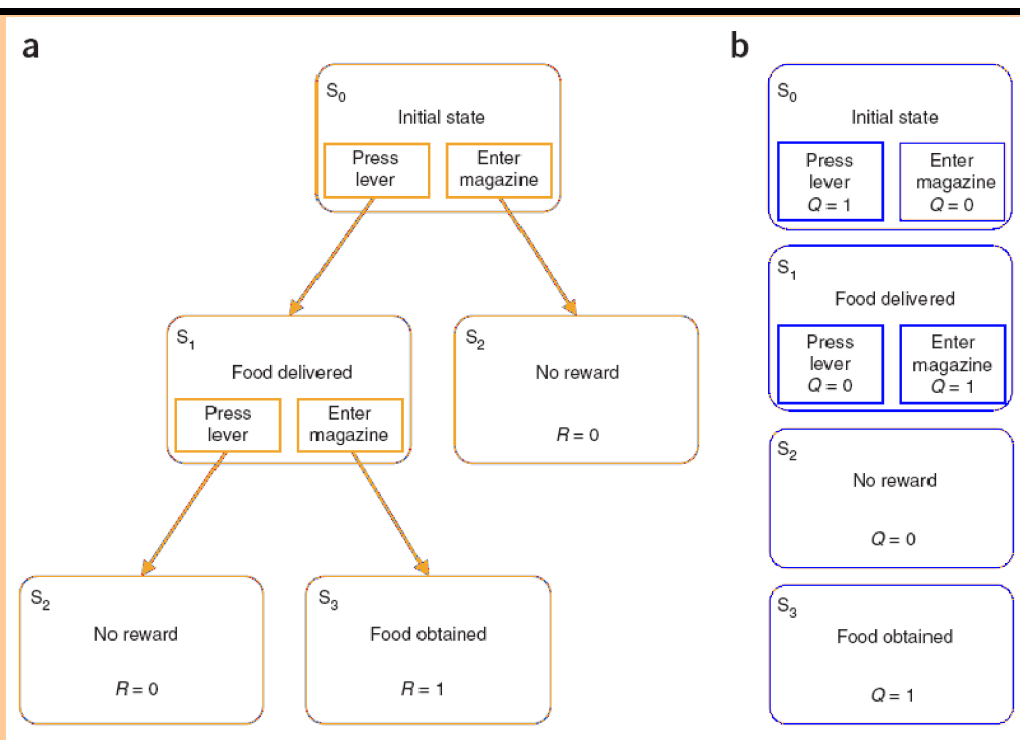 a
S0
Initial state
Press
lever
Enter
magazine
S1
Food delivered
Press
lever
Enter
magazine
S2
No reward
R = 0
S2
No reward
R = 0
S3
Food obtained
R = 1
b
S0
Initial state
Press
lever
Q = 1
Enter
magazine
Q = 0
S1
Food delivered
Press
lever
Q = 0
Enter
magazine
Q = 1
S2
No reward
Q = 0
S3
Food obtained
Q = 1